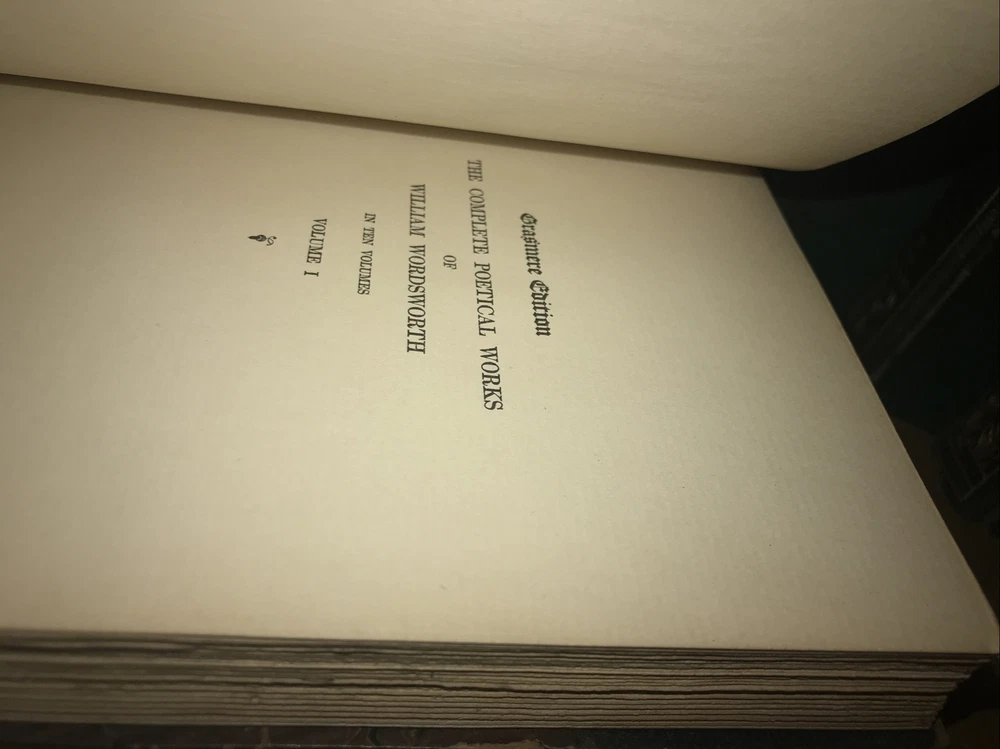 Grasmere Edition
THE COMPLETE POETICAL WORKS
OF
WILLIAM WORDSWORTH
IN TEN VOLUMES
VOLUME I